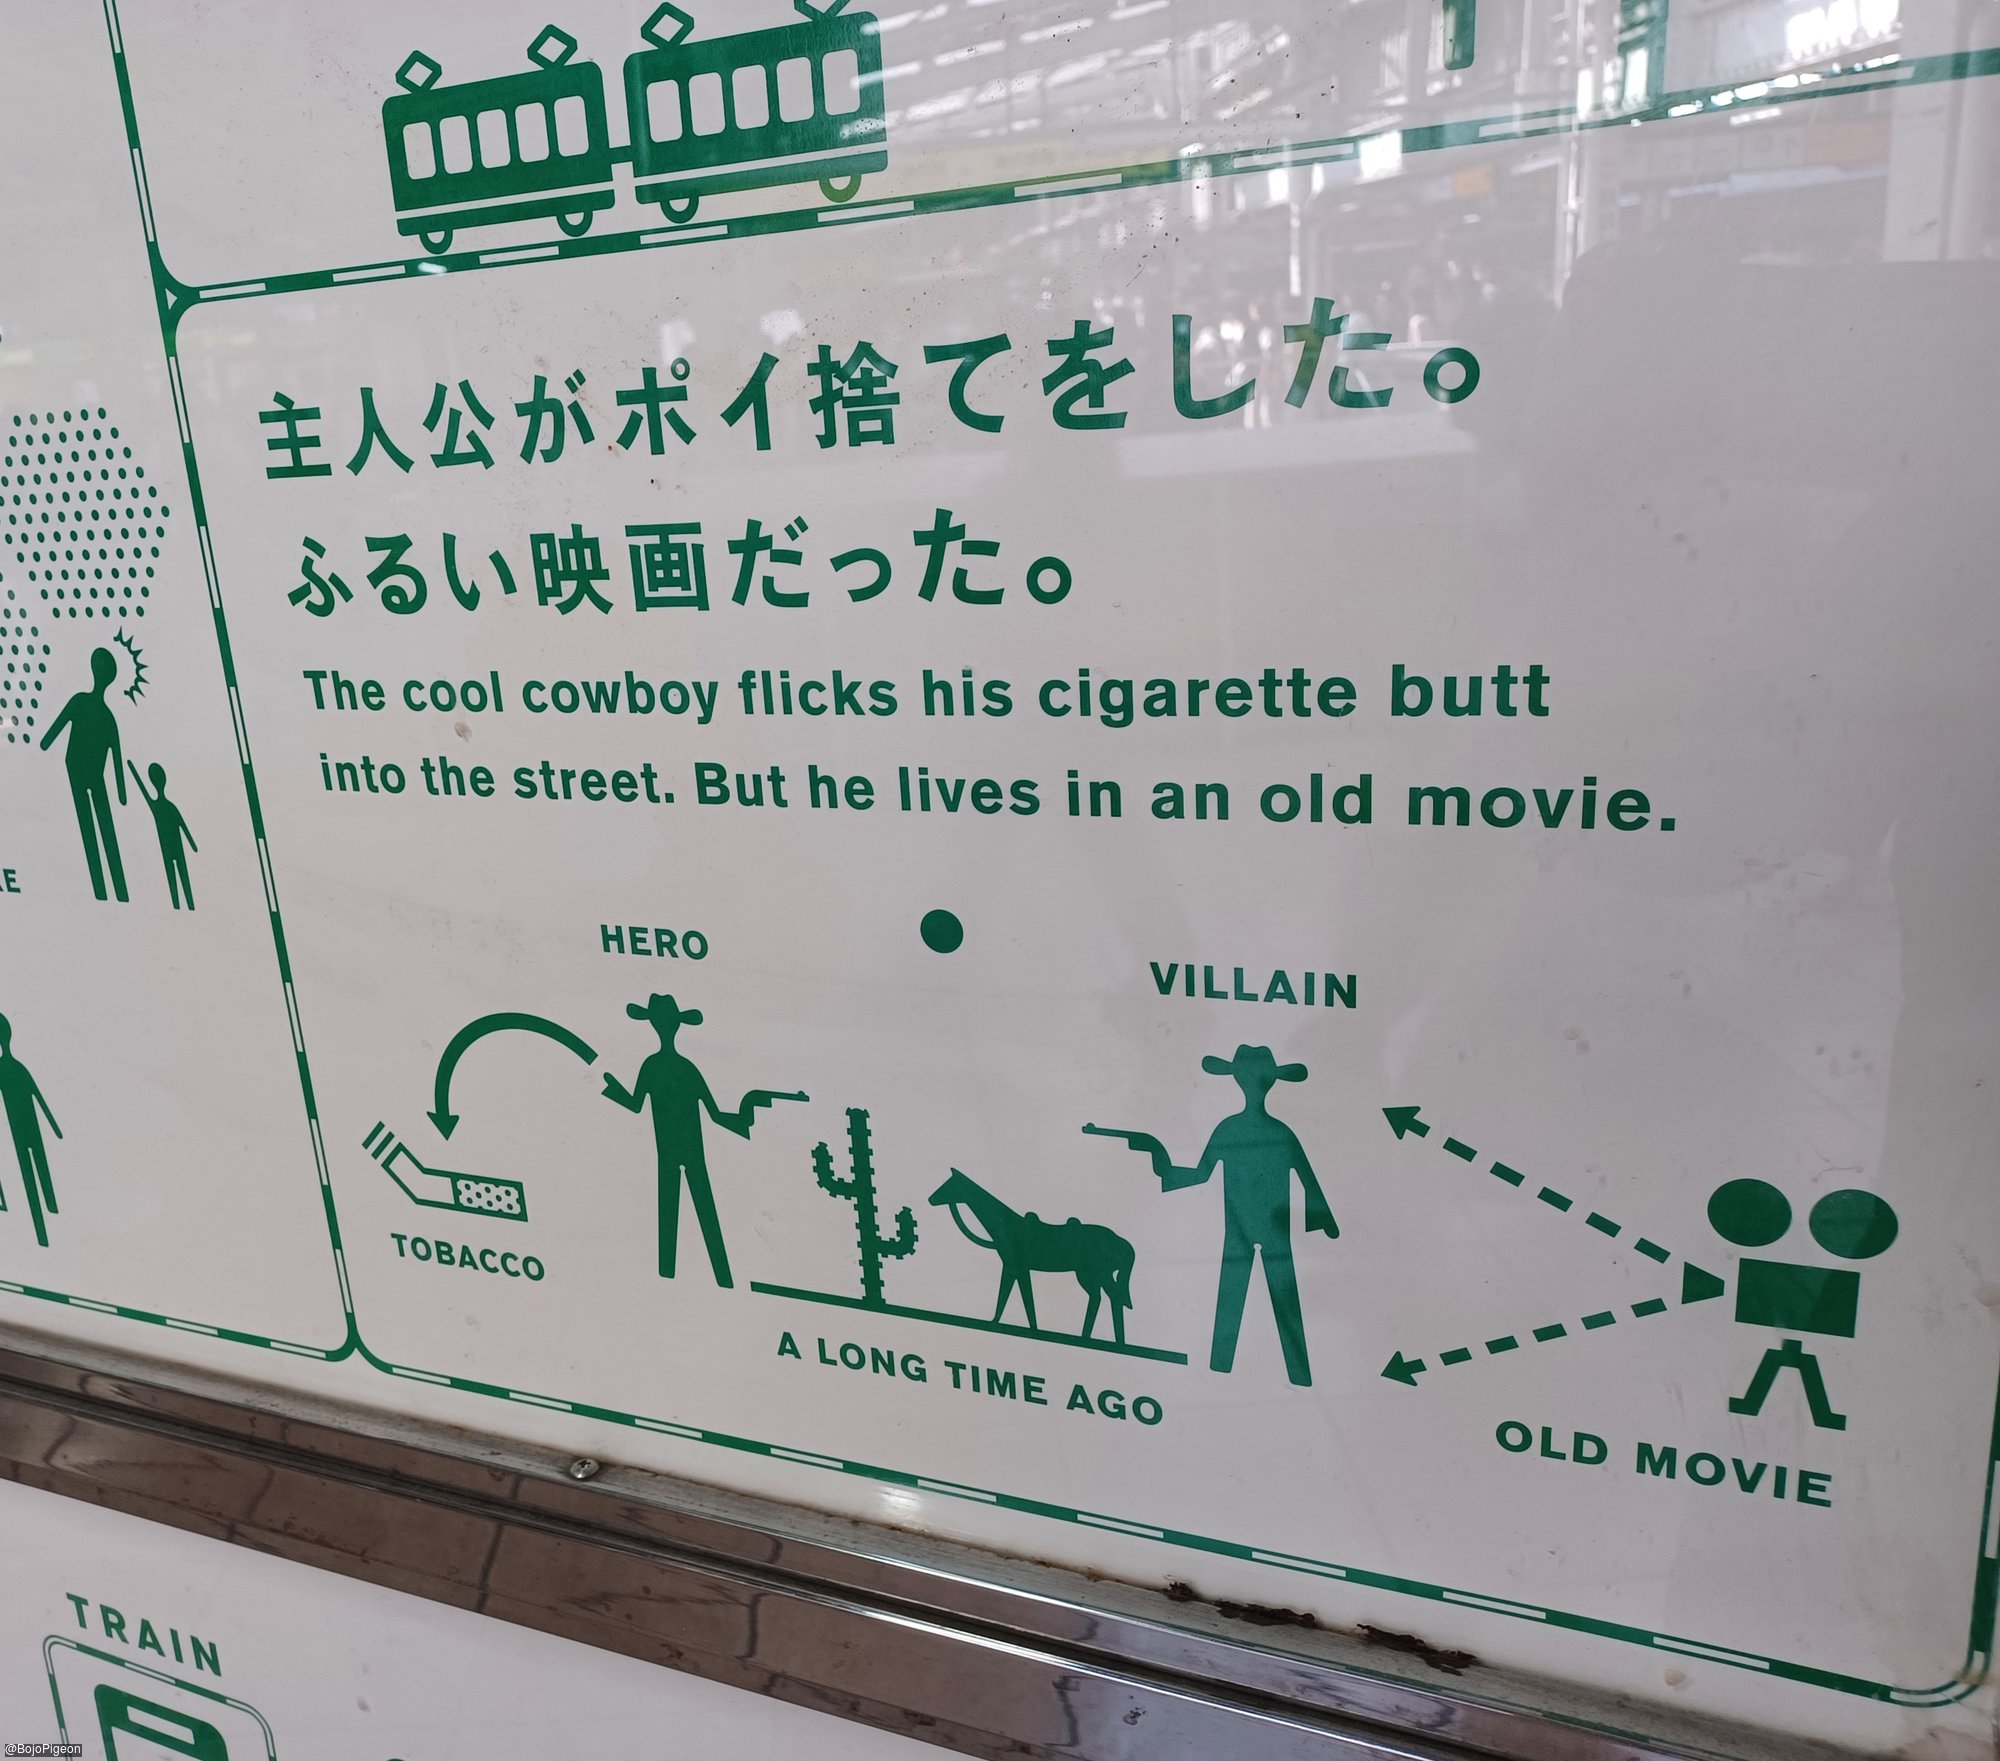 主人公がポイ捨てをした。
ふるい映画だった。
The cool cowboy flicks his cigarette butt
into the street. But he lives in an old movie.
HERO
VILLAIN
TOBACCO
A LONG TIME AGO
OLD MOVIE
TRAIN
@BojoPigeon